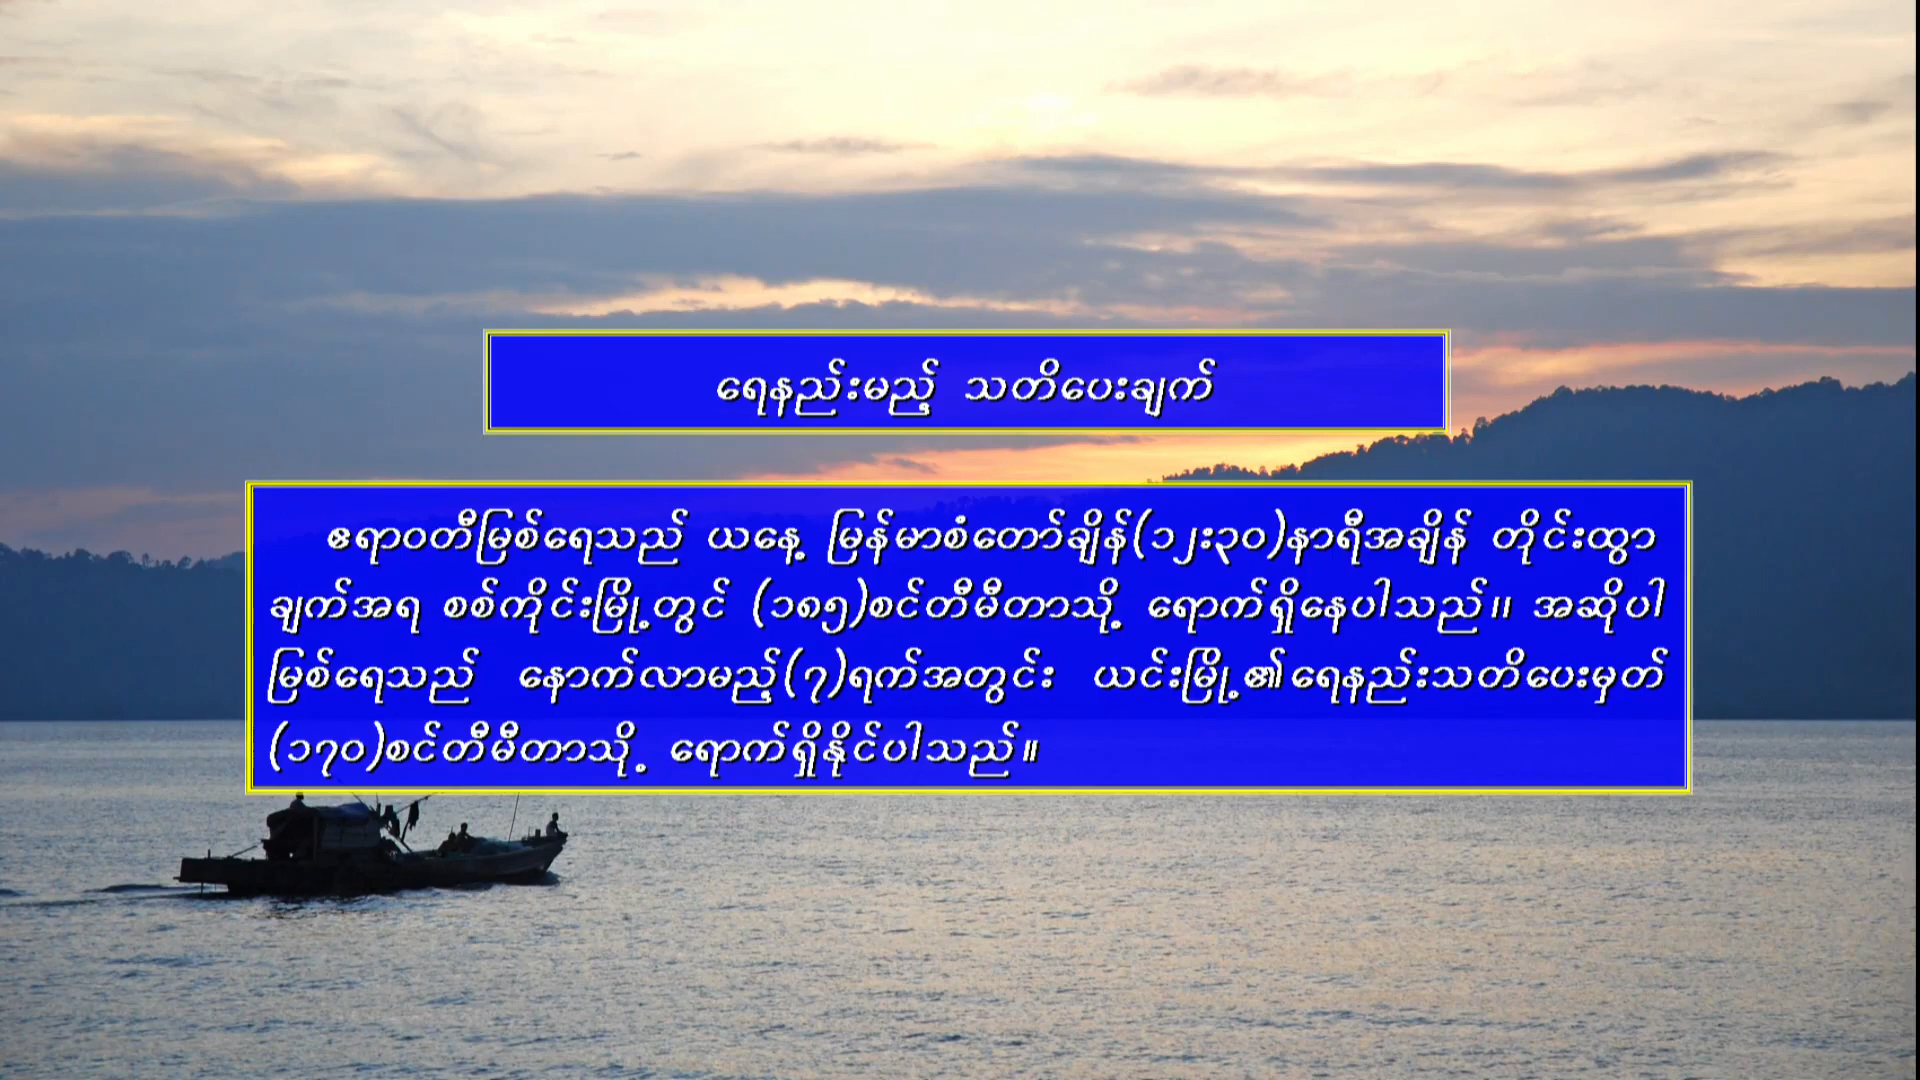 ရေနည်းမည့် သတိပေးချက်
ဧရာဝတီမြစ်ရေသည် ယနေ့ မြန်မာစံတော်ချိန်(၁၂း၃၀)နာရီအချိန် တိုင်းထွာ
ချက်အရ စစ်ကိုင်းမြို့တွင် (၁၈၅)စင်တီမီတာသို့ ရောက်ရှိနေပါသည်။ အဆိုပါ
မြစ်ရေသည် နောက်လာမည့်(၇)ရက်အတွင်း ယင်းမြို့၏ရေနည်းသတိပေးမှတ်
(၁၇၀)စင်တီမီတာသို့ ရောက်ရှိနိုင်ပါသည်။